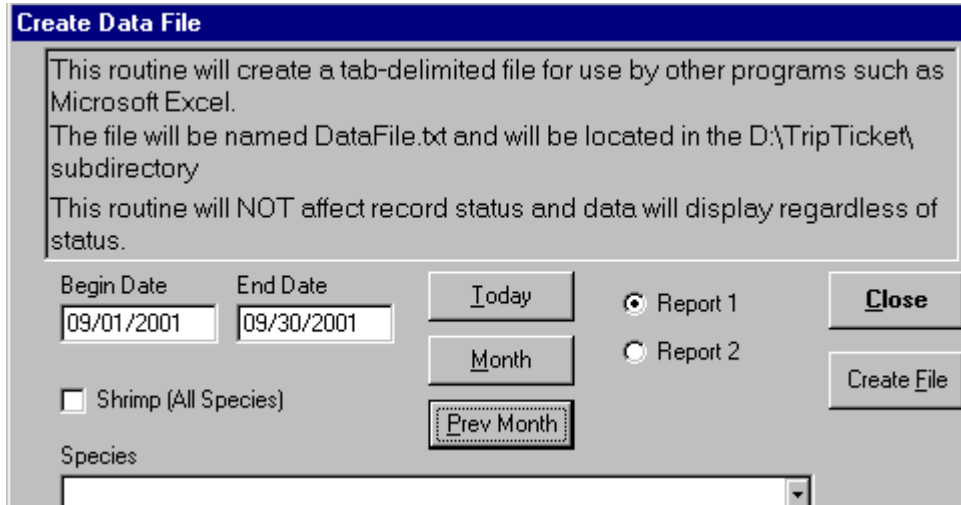 Create Data File
This routine will create a tab-delimited file for use by other programs such as
Microsoft Excel.
The file will be named DataFile.txt and will be located in the D:\TripTicket\
subdirectory
This routine will NOT affect record status and data will display regardless of
status.
Begin Date
End Date
09/01/2001
09/30/2001
Today
Month
Prev Month
Report 1
Report 2
Close
Create File
Shrimp (All Species)
Species